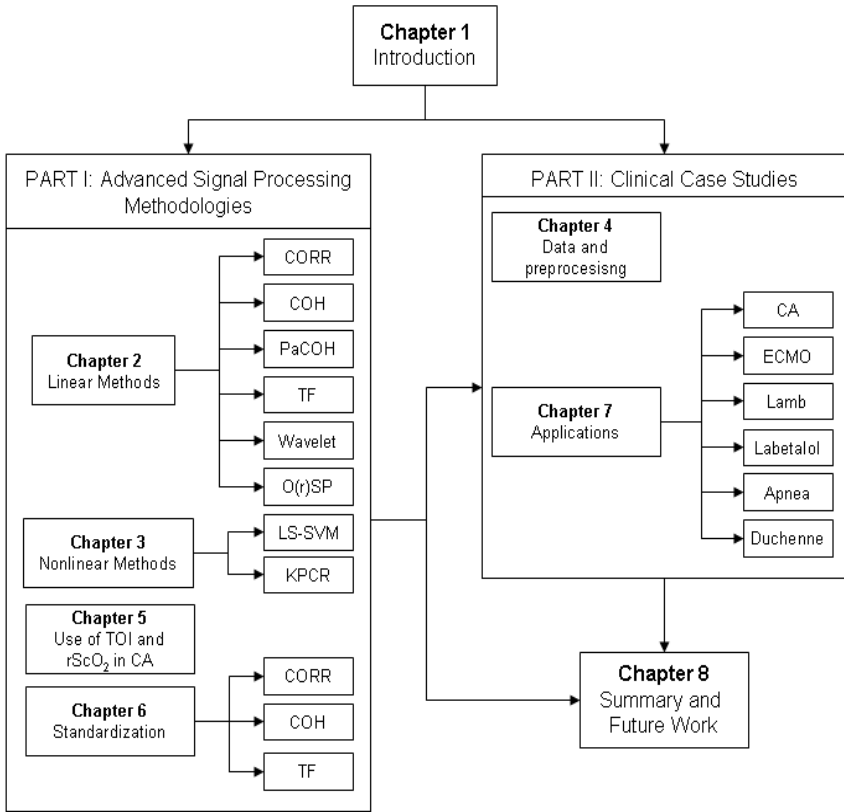 Chapter 1
Introduction
PART I: Advanced Signal Processing
Methodologies
Chapter 2
Linear Methods
CORR
COH
PaCOH
TF
Wavelet
O(r)SP
Chapter 3
Nonlinear Methods
LS-SVM
KPCR
Chapter 5
Use of TOI and
rScO₂ in CA
Chapter 6
Standardization
CORR
COH
TF
PART II: Clinical Case Studies
Chapter 4
Data and
preprocesisng
Chapter 7
Applications
CA
ECMO
Lamb
Labetalol
Apnea
Duchenne
Chapter 8
Summary and
Future Work